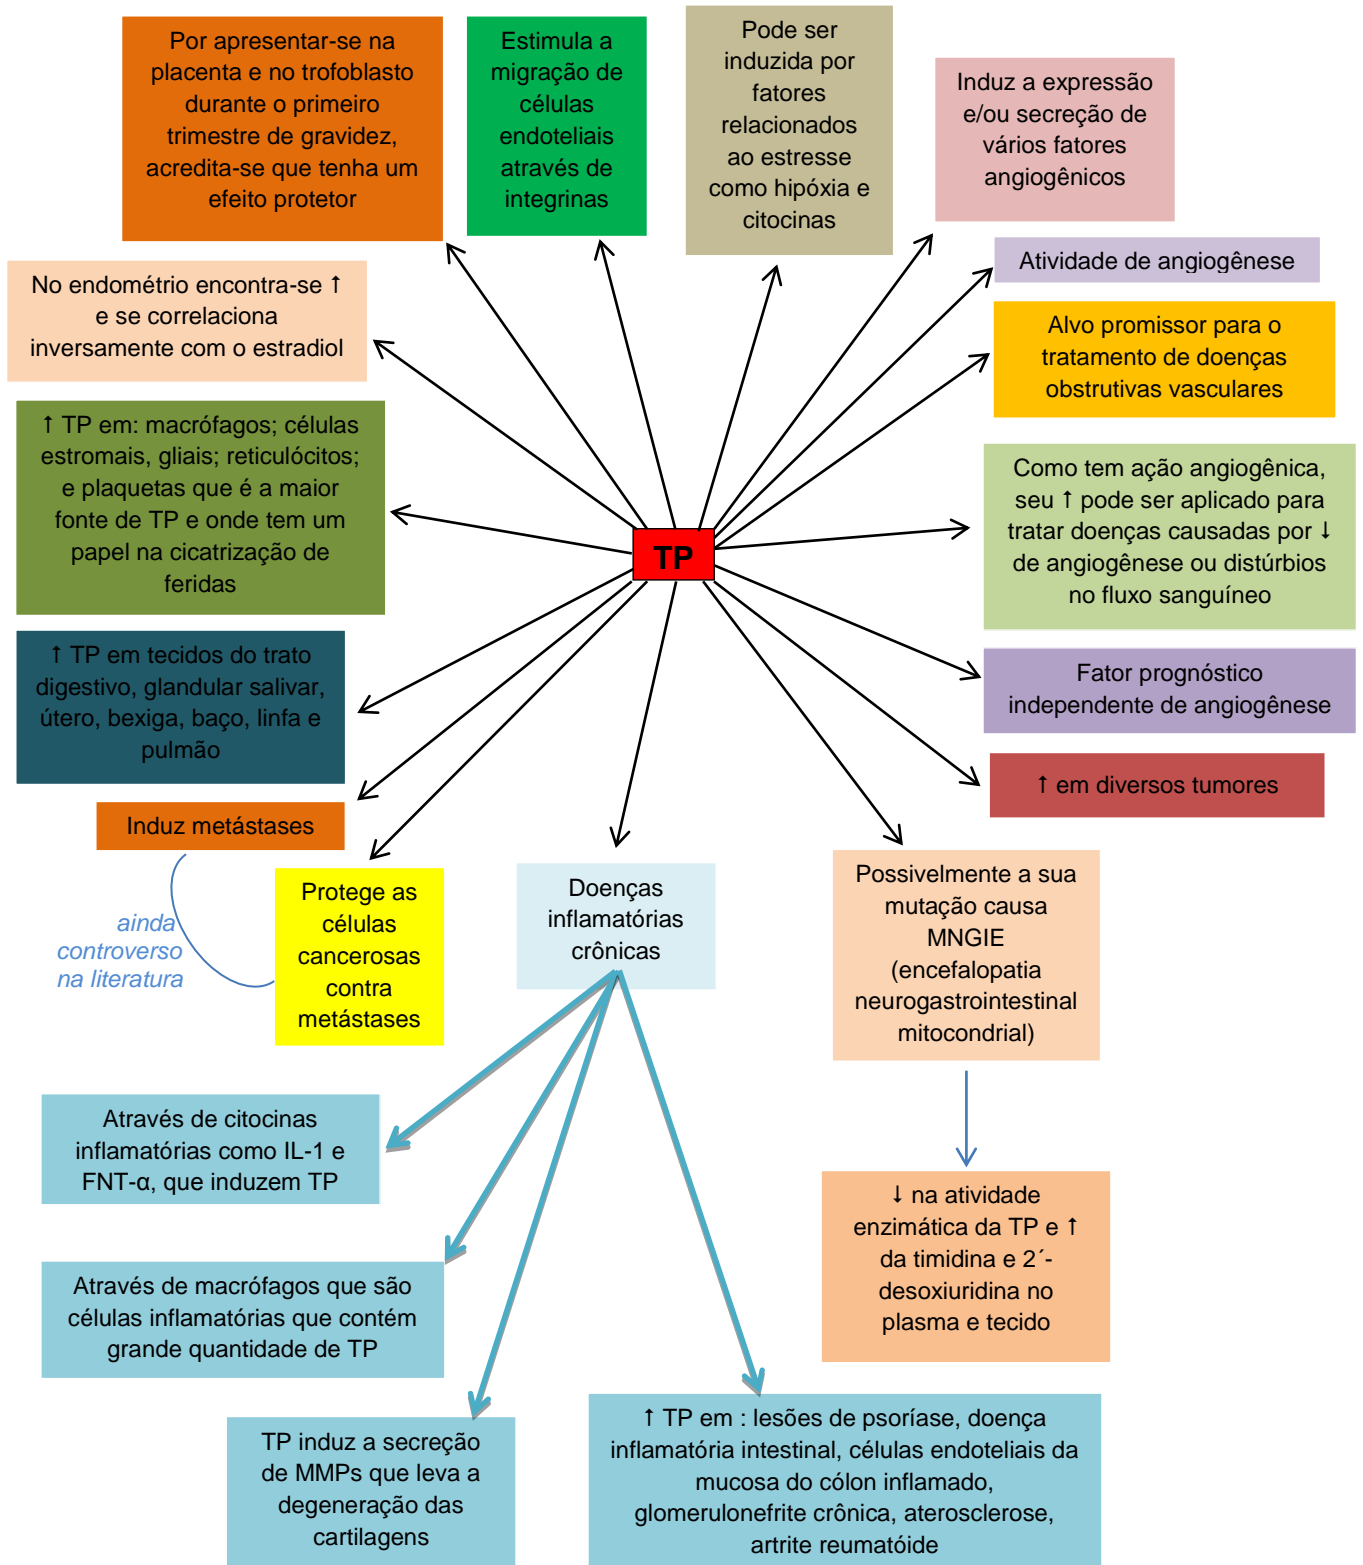 Por apresentar-se na
placenta e no trofoblasto
durante o primeiro
trimestre de gravidez,
acredita-se que tenha um
efeito protetor
Estimula a
migração de
células
endoteliais
através de
integrinas
Pode ser
induzida por
fatores
relacionados
ao estresse
como hipóxia e
citocinas
Induz a expressão
e/ou secreção de
vários fatores
angiogênicos
Atividade de angiogênese
No endométrio encontra-se ↑
e se correlaciona
inversamente com o estradiol
Alvo promissor para o
tratamento de doenças
obstrutivas vasculares
↑ TP em: macrófagos; células
estromais, gliais; reticulócitos;
e plaquetas que é a maior
fonte de TP e onde tem um
papel na cicatrização de
feridas
Como tem ação angiogênica,
seu ↑ pode ser aplicado para
tratar doenças causadas por ↓
de angiogênese ou distúrbios
no fluxo sanguíneo
TP
↑ TP em tecidos do trato
digestivo, glandular salivar,
útero, bexiga, baço, linfa e
pulmão
Fator prognóstico
independente de angiogênese
↑ em diversos tumores
Induz metástases
ainda
controverso
na literatura
Protege as
células
cancerosas
contra
metástases
Doenças
inflamatórias
crônicas
Possivelmente a sua
mutação causa
MNGIE
(encefalopatia
neurogastrointestinal
mitocondrial)
Através de citocinas
inflamatórias como IL-1 e
FNT-α, que induzem TP
↓ na atividade
enzimática da TP e ↑
da timidina e 2´-
desoxiuridina no
plasma e tecido
Através de macrófagos que são
células inflamatórias que contém
grande quantidade de TP
TP induz a secreção
de MMPs que leva a
degeneração das
cartilagens
↑ TP em : lesões de psoríase, doença
inflamatória intestinal, células endoteliais da
mucosa do cólon inflamado,
glomerulonefrite crônica, aterosclerose,
artrite reumatóide